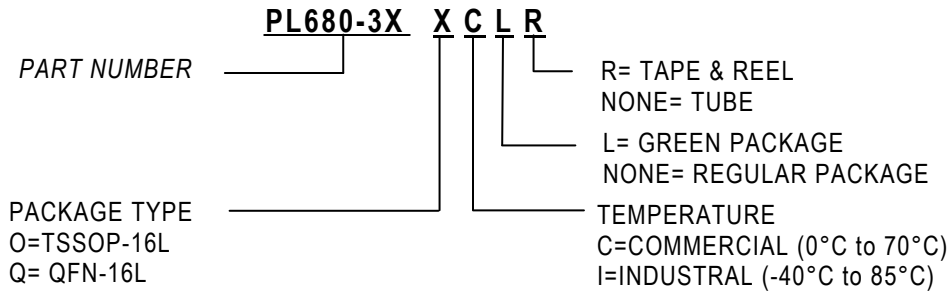 PL680-3X X C L R
PART NUMBER
R= TAPE & REEL
NONE= TUBE
L= GREEN PACKAGE
NONE= REGULAR PACKAGE
PACKAGE TYPE
O=TSSOP-16L
Q= QFN-16L
TEMPERATURE
C=COMMERCIAL (0°C to 70°C)
I=INDUSTRAL (-40°C to 85°C)